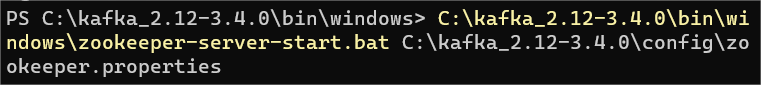 PS C:\kafka_2.12-3.4.0\bin\windows> C:\kafka_2.12-3.4.0\bin\wi
ndows\zookeeper-server-start.bat C:\kafka_2.12-3.4.0\config\zo
okeeper.properties